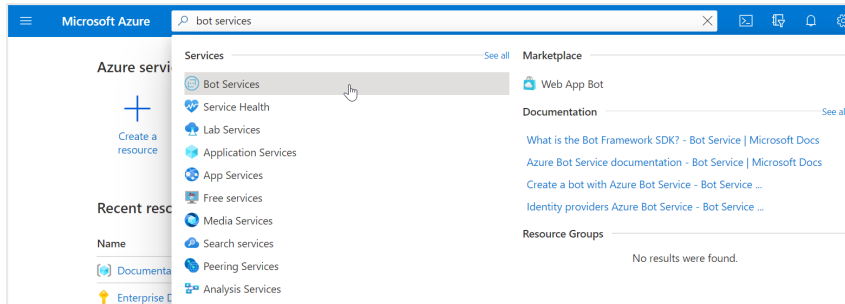 Microsoft Azure
bot services
Azure servi
Create a
resource
Recent resc
Name
Documenta
Enterprise D
Services
See all
Bot Services
Service Health
Lab Services
Application Services
App Services
Free services
Media Services
Search services
Peering Services
Analysis Services
Marketplace
Web App Bot
Documentation
See al
What is the Bot Framework SDK? - Bot Service | Microsoft Docs
Azure Bot Service documentation - Bot Service | Microsoft Docs
Create a bot with Azure Bot Service - Bot Service ...
Identity providers Azure Bot Service - Bot Service ...
Resource Groups
No results were found.